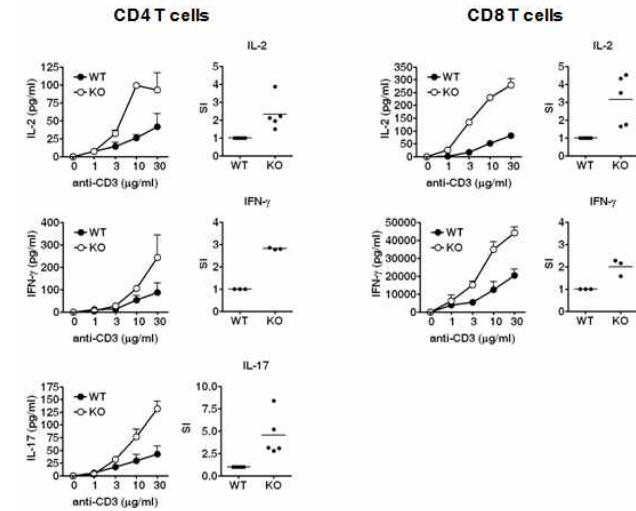 CD4 T cells
CD8 T cells
IL-2
125
100
75
50
25
0
IL-2 (pg/ml)
WT
KO
0 1 3 10 30
anti-CD3 (µg/ml)
5
4
3
2
1
0
SI
WT KO
IL-2
350
300
250
200
150
100
50
0
IL-2 (pg/ml)
WT
KO
0 1 3 10 30
anti-CD3 (µg/ml)
5
4
3
2
1
0
SI
WT KO
IFN-γ
400
300
200
100
0
IFN-γ (pg/ml)
WT
KO
0 1 3 10 30
anti-CD3 (µg/ml)
4
3
2
1
0
SI
WT KO
IFN-γ
50000
40000
30000
20000
10000
0
IFN-γ (pg/ml)
WT
KO
0 1 3 10 30
anti-CD3 (µg/ml)
4
3
2
1
0
SI
WT KO
IL-17
175
150
125
100
75
50
25
0
IL-17 (pg/ml)
WT
KO
0 1 3 10 30
anti-CD3 (µg/ml)
10.0
7.5
5.0
2.5
0.0
SI
WT KO